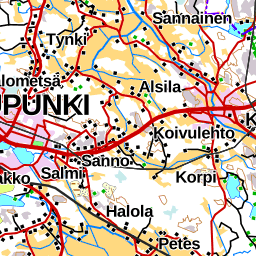 Sannainen
Tynki
lometsä
Alsila
PUNKI
K
Koivulehto
Sanno
akko
Salmi
Korpi
Halola
Petes